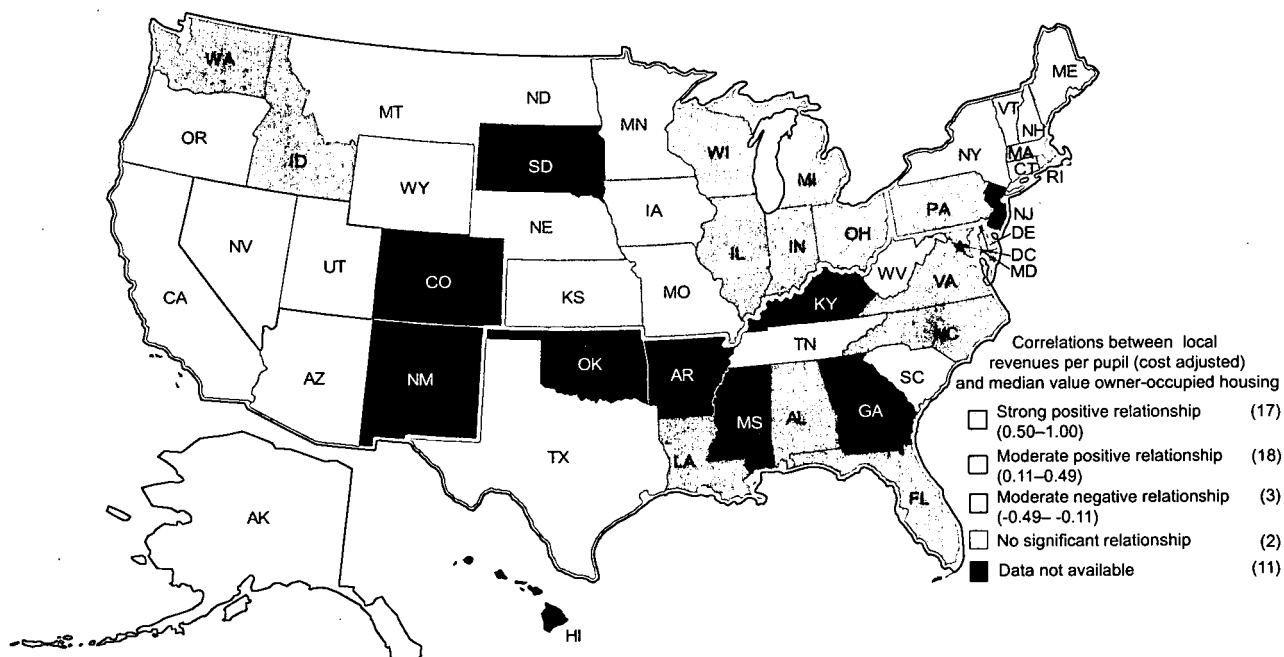 WA
MT
ND
MN
ME
VT
NH
OR
ID
SD
WI
NY
MA
CT
RI
WY
MI
IA
PA
NJ
NE
DE
NV
IL
IN
OH
DC
UT
MD
CO
WV
VA
CA
KS
MO
KY
NC
TN
AZ
NM
OK
AR
SC
MS
AL
GA
TX
LA
FL
AK
HI
Correlations between local
revenues per pupil (cost adjusted)
and median value owner-occupied housing
Strong positive relationship (17)
(0.50–1.00)
Moderate positive relationship (18)
(0.11–0.49)
Moderate negative relationship (3)
(-0.49– -0.11)
No significant relationship (2)
Data not available (11)